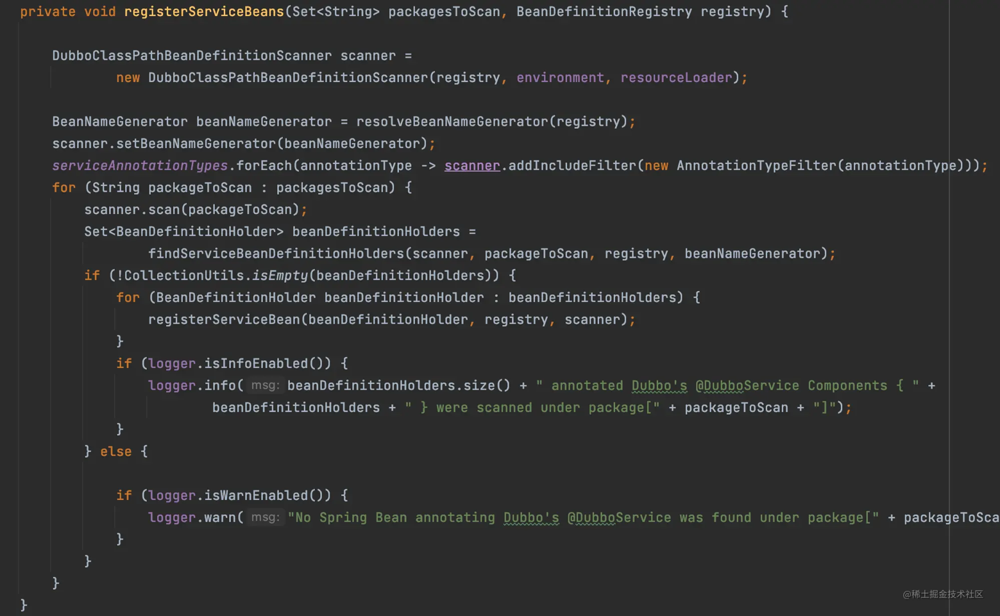 private void registerServiceBeans(Set<String> packagesToScan, BeanDefinitionRegistry registry) {
DubboClassPathBeanDefinitionScanner scanner =
new DubboClassPathBeanDefinitionScanner(registry, environment, resourceLoader);
BeanNameGenerator beanNameGenerator = resolveBeanNameGenerator(registry);
scanner.setBeanNameGenerator(beanNameGenerator);
serviceAnnotationTypes.forEach(annotationType -> scanner.addIncludeFilter(new AnnotationTypeFilter(annotationType)));
for (String packageToScan : packagesToScan) {
scanner.scan(packageToScan);
Set<BeanDefinitionHolder> beanDefinitionHolders =
findServiceBeanDefinitionHolders(scanner, packageToScan, registry, beanNameGenerator);
if (!CollectionUtils.isEmpty(beanDefinitionHolders)) {
for (BeanDefinitionHolder beanDefinitionHolder : beanDefinitionHolders) {
registerServiceBean(beanDefinitionHolder, registry, scanner);
}
if (logger.isInfoEnabled()) {
logger.info( msg: beanDefinitionHolders.size() + " annotated Dubbo's @DubboService Components { " +
beanDefinitionHolders + " } were scanned under package[" + packageToScan + "]");
}
} else {
if (logger.isWarnEnabled()) {
logger.warn( msg: "No Spring Bean annotating Dubbo's @DubboService was found under package[" + packageToSca
}
}
}
}
@稀土掘金技术社区